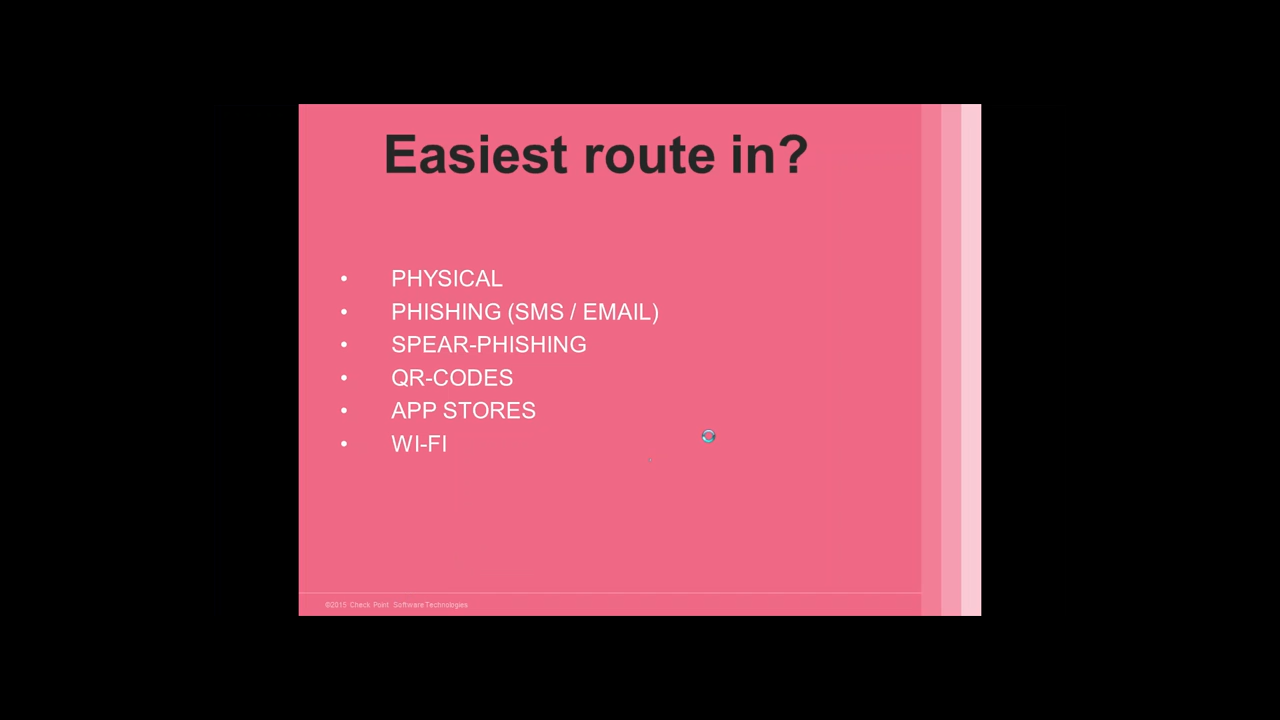 Easiest route in?
• PHYSICAL
• PHISHING (SMS / EMAIL)
• SPEAR-PHISHING
• QR-CODES
• APP STORES
• WI-FI
©2015 Check Point Software Technologies